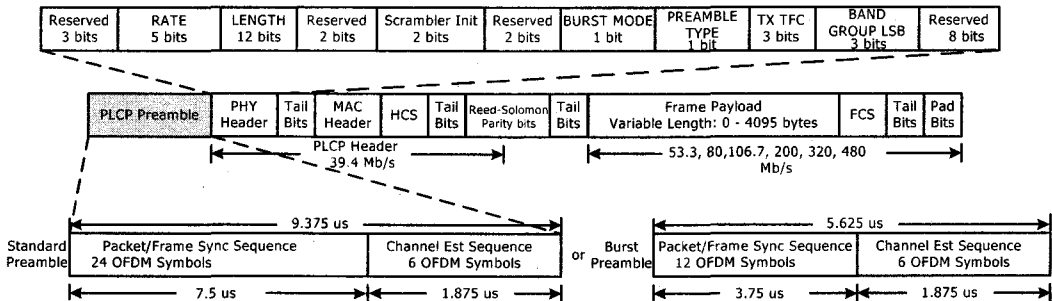 Reserved
3 bits
RATE
5 bits
LENGTH
12 bits
Reserved
2 bits
Scrambler Init
2 bits
Reserved
2 bits
BURST MODE
1 bit
PREAMBLE
TYPE
1 bit
TX TFC
3 bits
BAND
GROUP LSB
3 bits
Reserved
8 bits
PLCP Preamble
PHY
Header
Tail
Bits
MAC
Header
HCS
Tail
Bits
Reed-Solomon
Parity bits
Tail
Bits
Frame Payload
Variable Length: 0 - 4095 bytes
FCS
Tail
Bits
Pad
Bits
PLCP Header
39.4 Mb/s
53.3, 80,106.7, 200, 320, 480
Mb/s
9.375 us
5.625 us
Standard
Preamble
Packet/Frame Sync Sequence
24 OFDM Symbols
Channel Est Sequence
6 OFDM Symbols
or
Burst
Preamble
Packet/Frame Sync Sequence
12 OFDM Symbols
Channel Est Sequence
6 OFDM Symbols
7.5 us
1.875 us
3.75 us
1.875 us